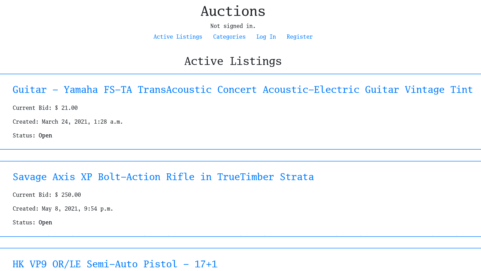 Auctions
Not signed in.
Active Listings Categories Log In Register
Active Listings
Guitar - Yamaha FS-TA TransAcoustic Concert Acoustic-Electric Guitar Vintage Tint
Current Bid: $ 21.00
Created: March 24, 2021, 1:28 a.m.
Status: Open
Savage Axis XP Bolt-Action Rifle in TrueTimber Strata
Current Bid: $ 250.00
Created: May 8, 2021, 9:54 p.m.
Status: Open
HK VP9 OR/LE Semi-Auto Pistol - 17+1